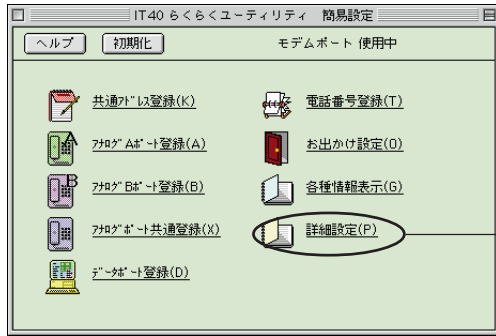 IT40 らくらくユーティリティ 簡易設定
ヘルプ 初期化 モデムポート 使用中
共通ｱﾄﾞﾚｽ登録(K)
ｱﾅﾛｸﾞAﾎﾟｰﾄ登録(A)
ｱﾅﾛｸﾞBﾎﾟｰﾄ登録(B)
ｱﾅﾛｸﾞﾎﾟｰﾄ共通登録(X)
ﾃﾞｰﾀﾎﾟｰﾄ登録(D)
電話番号登録(T)
お出かけ設定(O)
各種情報表示(G)
詳細設定(P)